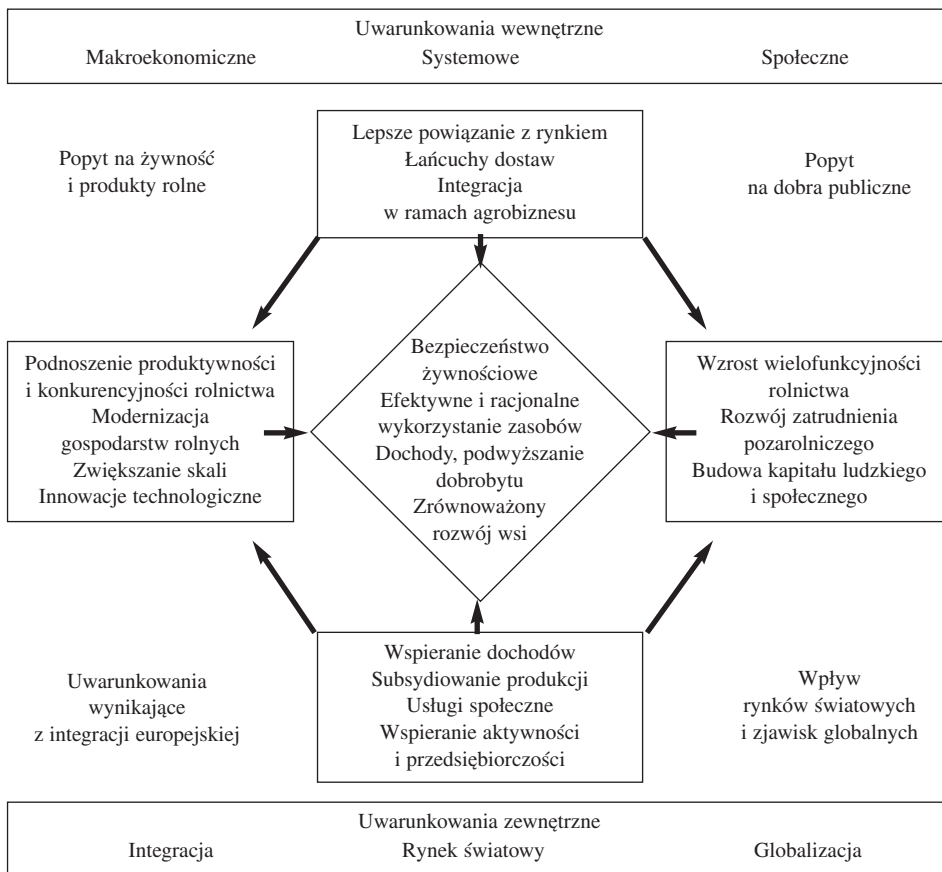 Uwarunkowania wewnętrzne
Makroekonomiczne Systemowe Społeczne
Lepsze powiązanie z rynkiem
Łańcuchy dostaw
Integracja
w ramach agrobiznesu
Popyt na żywność
i produkty rolne
Popyt
na dobra publiczne
Podnoszenie produktywności
i konkurencyjności rolnictwa
Modernizacja
gospodarstw rolnych
Zwiększanie skali
Innowacje technologiczne
Bezpieczeństwo
żywnościowe
Efektywne i racjonalne
wykorzystanie zasobów
Dochody, podwyższanie
dobrobytu
Zrównoważony
rozwój wsi
Wzrost wielofunkcyjności
rolnictwa
Rozwój zatrudnienia
pozarolniczego
Budowa kapitału ludzkiego
i społecznego
Uwarunkowania
wynikające
z integracji europejskiej
Wspieranie dochodów
Subsydiowanie produkcji
Usługi społeczne
Wspieranie aktywności
i przedsiębiorczości
Wpływ
rynków światowych
i zjawisk globalnych
Uwarunkowania zewnętrzne
Integracja Rynek światowy Globalizacja